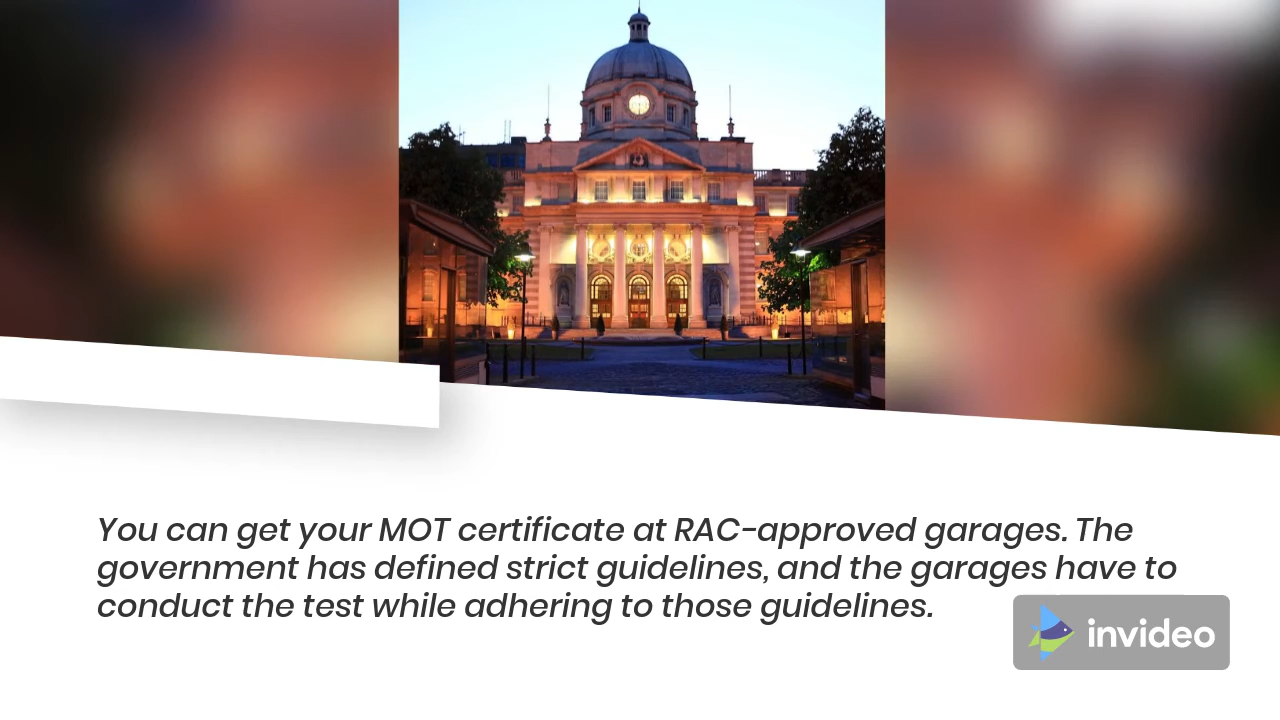 You can get your MOT certificate at RAC-approved garages. The
government has defined strict guidelines, and the garages have to
conduct the test while adhering to those guidelines.
invideo